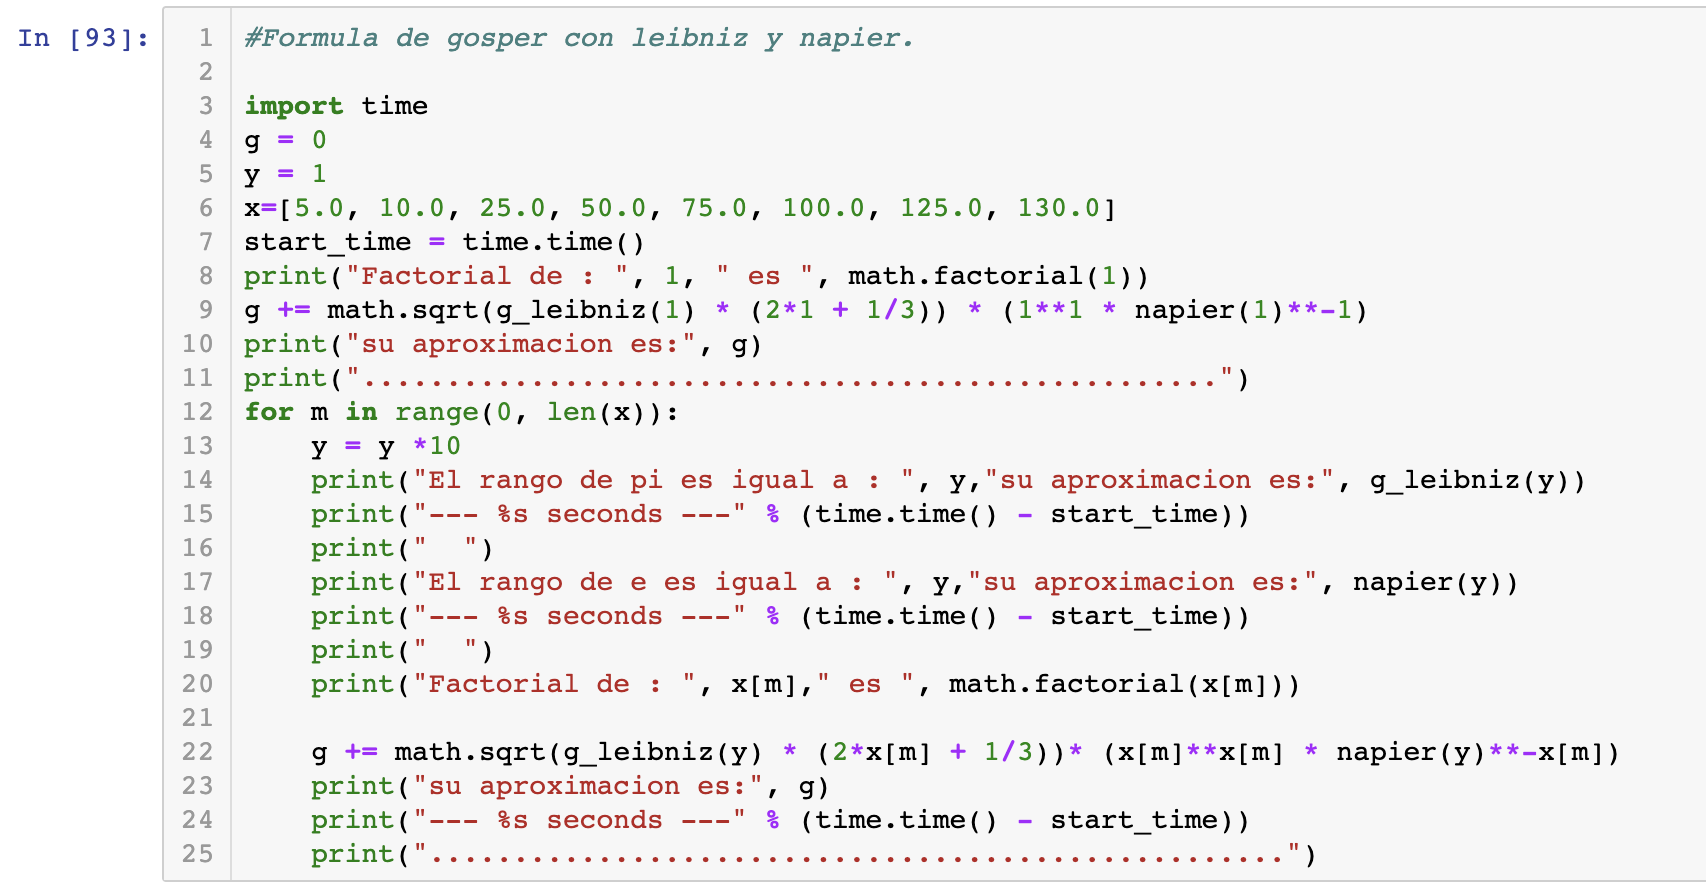 In [93]:
1 #Formula de gosper con leibniz y napier.
2
3 import time
4 g = 0
5 y = 1
6 x=[5.0, 10.0, 25.0, 50.0, 75.0, 100.0, 125.0, 130.0]
7 start_time = time.time()
8 print("Factorial de : ", 1, " es ", math.factorial(1))
9 g += math.sqrt(g_leibniz(1) * (2*1 + 1/3)) * (1**1 * napier(1)**-1)
10 print("su aproximacion es:", g)
11 print("...................................................")
12 for m in range(0, len(x)):
13     y = y *10
14     print("El rango de pi es igual a : ", y,"su aproximacion es:", g_leibniz(y))
15     print("--- %s seconds ---" % (time.time() - start_time))
16     print("  ")
17     print("El rango de e es igual a : ", y,"su aproximacion es:", napier(y))
18     print("--- %s seconds ---" % (time.time() - start_time))
19     print("  ")
20     print("Factorial de : ", x[m]," es ", math.factorial(x[m]))
21
22     g += math.sqrt(g_leibniz(y) * (2*x[m] + 1/3))* (x[m]**x[m] * napier(y)**-x[m])
23     print("su aproximacion es:", g)
24     print("--- %s seconds ---" % (time.time() - start_time))
25     print("...................................................")